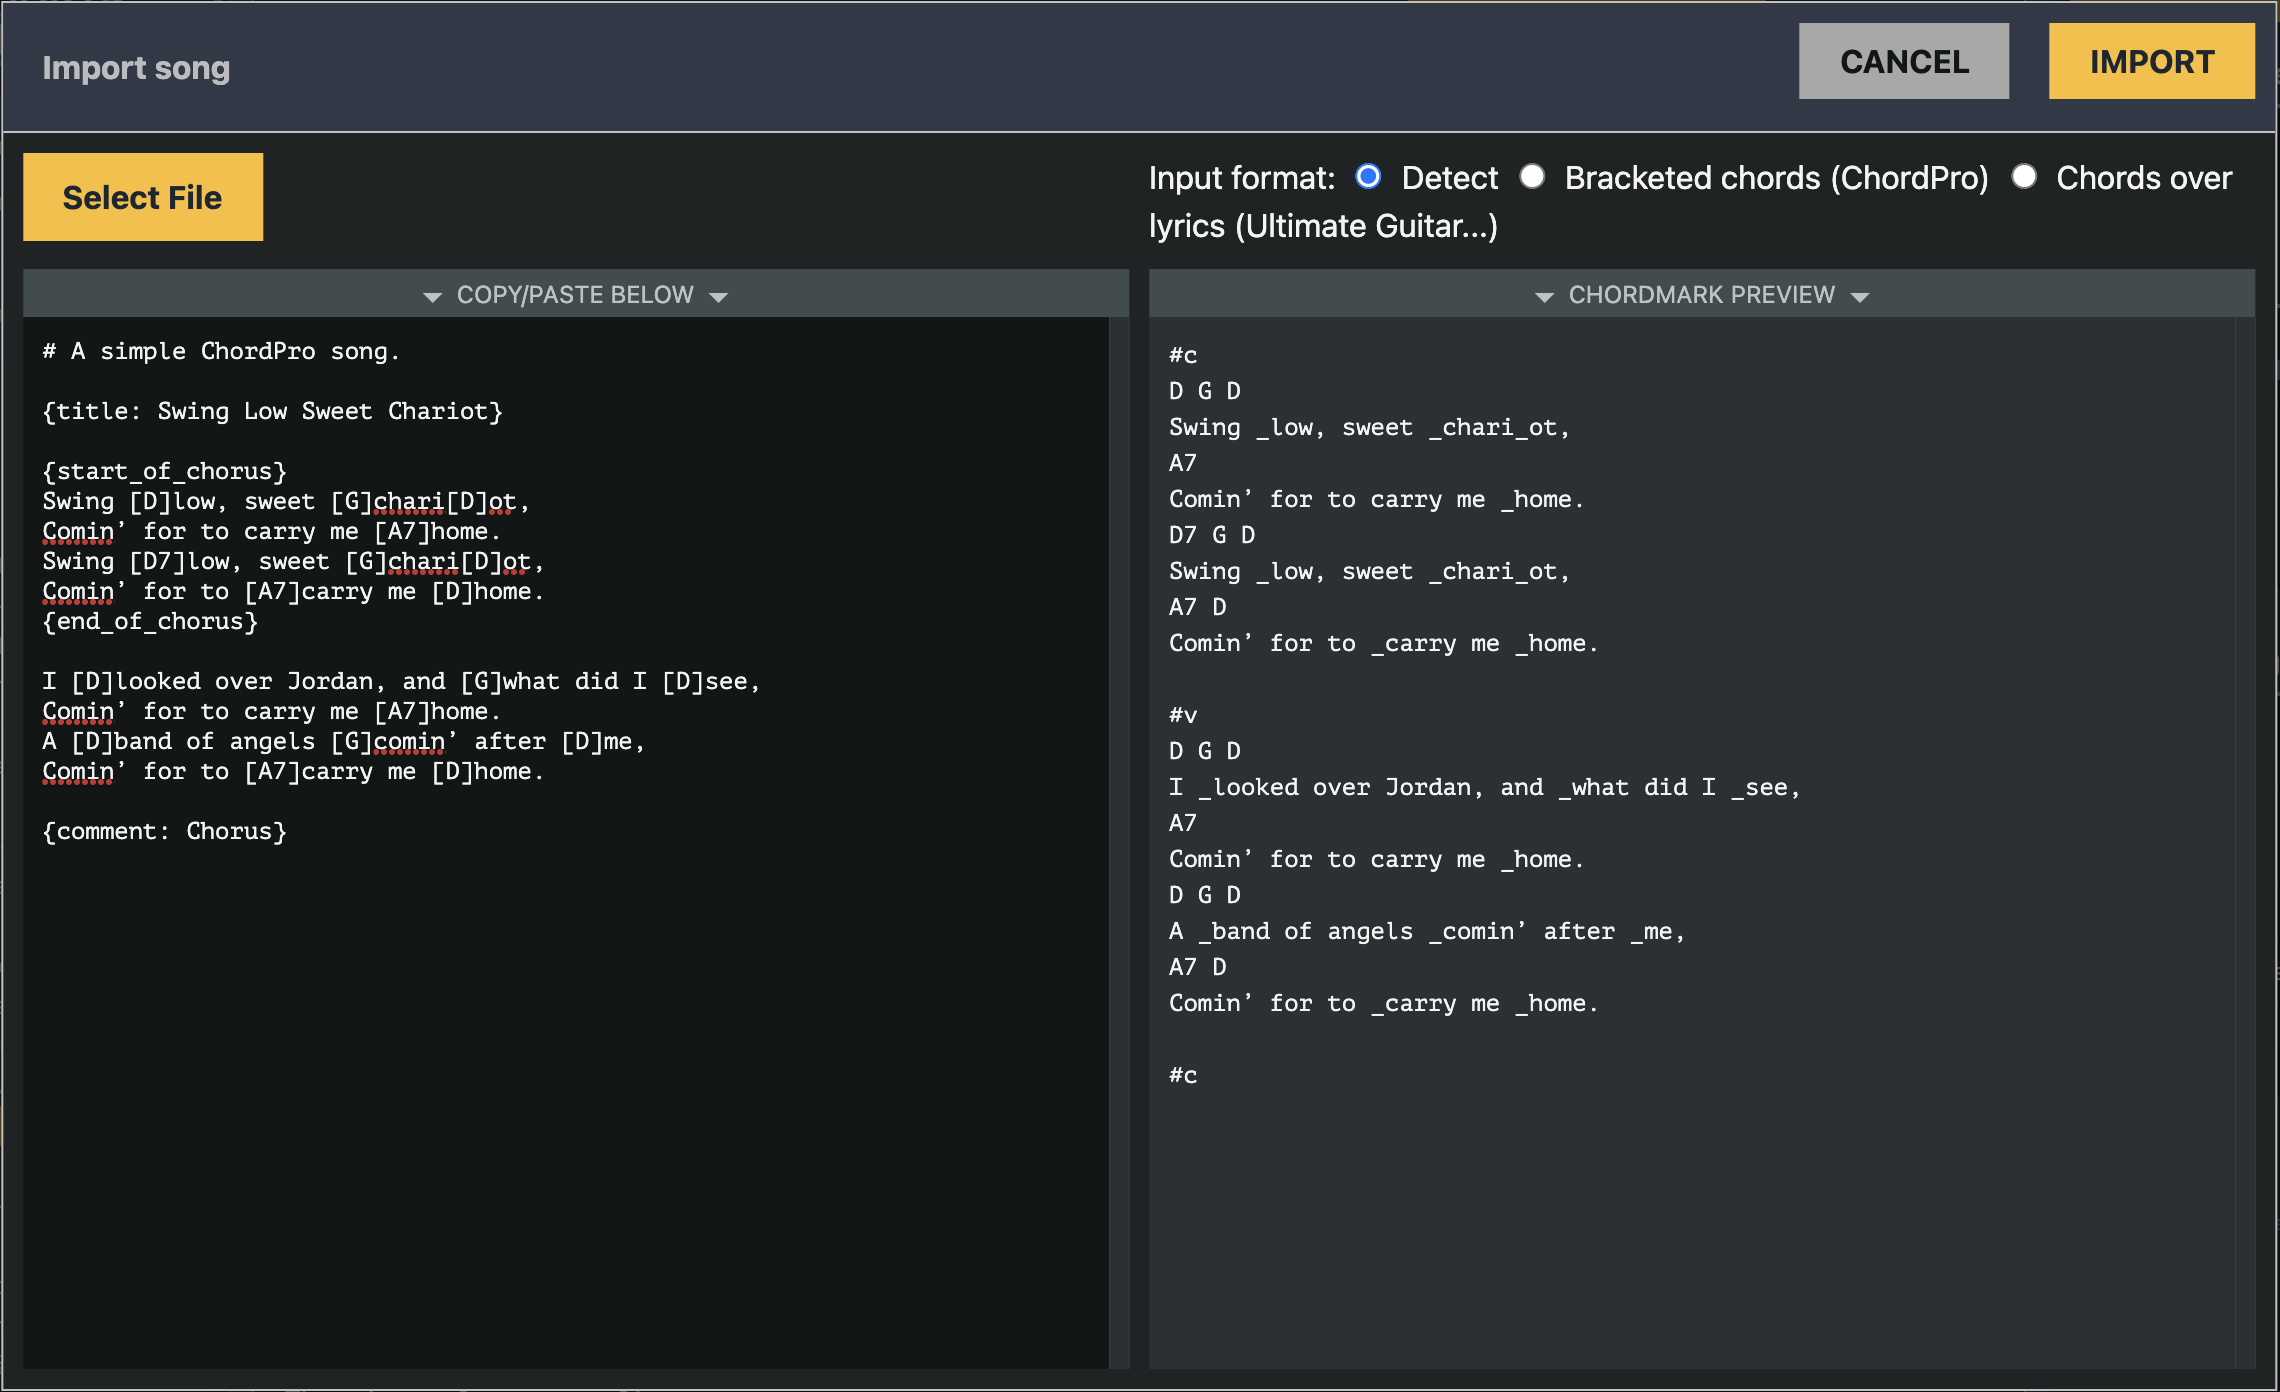 Import song
CANCEL
IMPORT
Select File
Input format: Detect Bracketed chords (ChordPro) Chords over
lyrics (Ultimate Guitar...)
COPY/PASTE BELOW
# A simple ChordPro song.
{title: Swing Low Sweet Chariot}
{start_of_chorus}
Swing [D]low, sweet [G]chari[D]ot,
Comin’ for to carry me [A7]home.
Swing [D7]low, sweet [G]chari[D]ot,
Comin’ for to [A7]carry me [D]home.
{end_of_chorus}
I [D]looked over Jordan, and [G]what did I [D]see,
Comin’ for to carry me [A7]home.
A [D]band of angels [G]comin’ after [D]me,
Comin’ for to [A7]carry me [D]home.
{comment: Chorus}
CHORDMARK PREVIEW
#c
D G D
Swing _low, sweet _chari_ot,
A7
Comin’ for to carry me _home.
D7 G D
Swing _low, sweet _chari_ot,
A7 D
Comin’ for to _carry me _home.
#v
D G D
I _looked over Jordan, and _what did I _see,
A7
Comin’ for to carry me _home.
D G D
A _band of angels _comin’ after _me,
A7 D
Comin’ for to _carry me _home.
#c